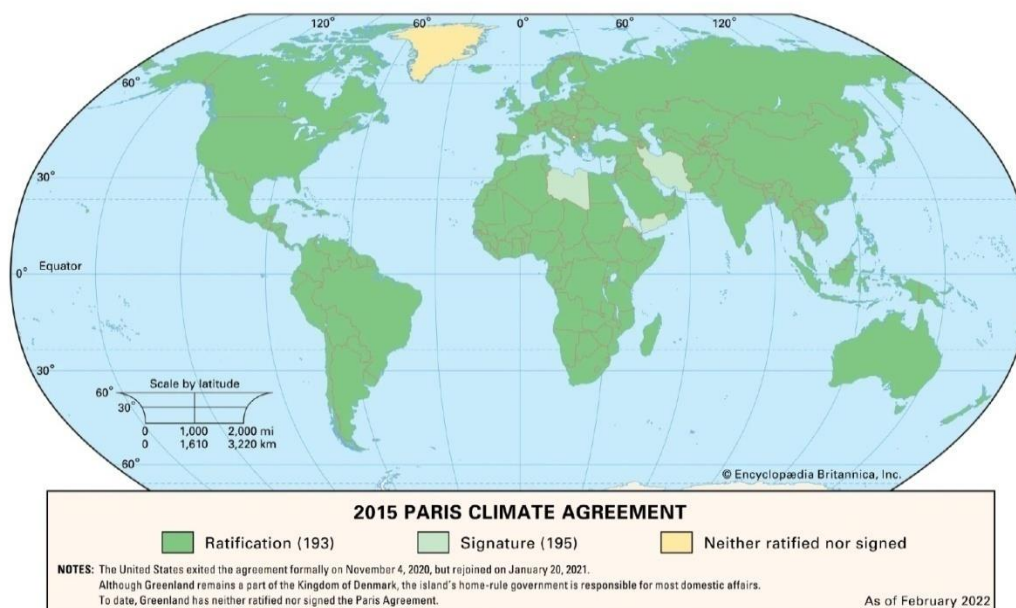 120° 60° 0° 60° 120°
60° 60°
30° 30°
0° Equator 0°
30° 30°
Scale by latitude
60°
30°
0 1,000 2,000 mi
0 1,610 3,220 km
60° 60°
© Encyclopædia Britannica, Inc.
2015 PARIS CLIMATE AGREEMENT
Ratification (193) Signature (195) Neither ratified nor signed
NOTES: The United States exited the agreement formally on November 4, 2020, but rejoined on January 20, 2021.
Although Greenland remains a part of the Kingdom of Denmark, the island's home-rule government is responsible for most domestic affairs.
To date, Greenland has neither ratified nor signed the Paris Agreement.
As of February 2022